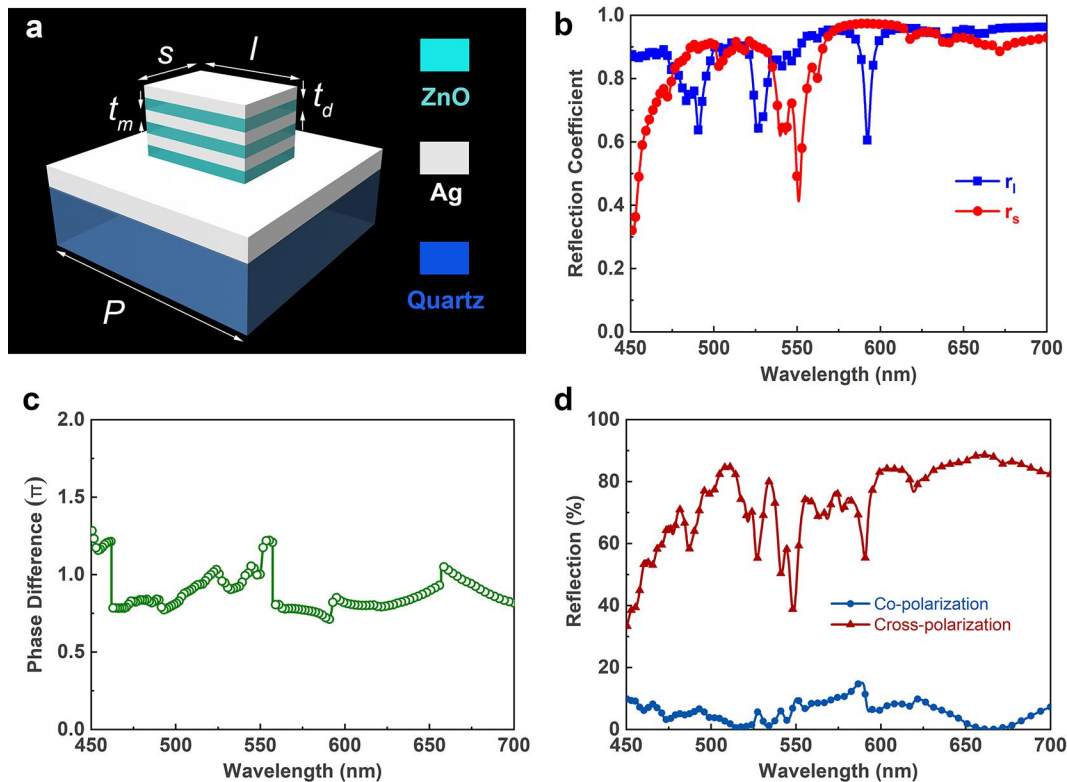 a
s
l
t_m
t_d
P
ZnO
Ag
Quartz
b
Reflection Coefficient
1.0
0.8
0.6
0.4
0.2
0.0
r_l
r_s
450 500 550 600 650 700
Wavelength (nm)
c
Phase Difference (π)
2.0
1.5
1.0
0.5
0.0
450 500 550 600 650 700
Wavelength (nm)
d
Reflection (%)
100
80
60
40
20
0
Co-polarization
Cross-polarization
450 500 550 600 650 700
Wavelength (nm)